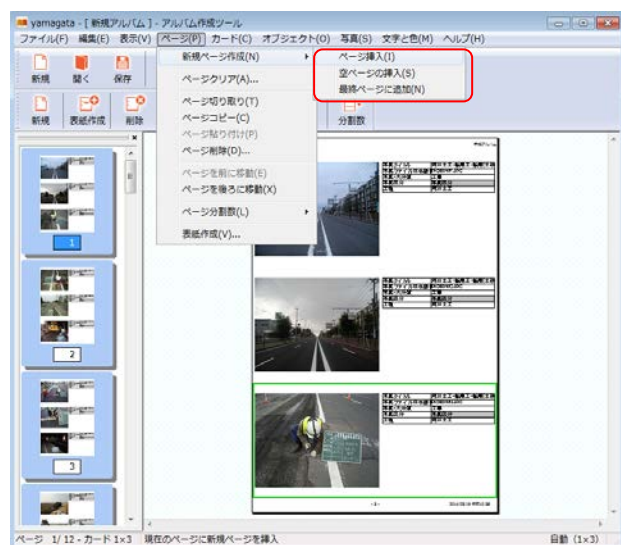 yamagata - [ 新規アルバム ] - アルバム作成ツール
ファイル(F) 編集(E) 表示(V) ページ(P) カード(C) オブジェクト(O) 写真(S) 文字と色(M) ヘルプ(H)
新規 開く 保存
新規 表紙作成 削除 分割数
新規ページ作成(N)
ページクリア(A)...
ページ切り取り(T)
ページコピー(C)
ページ貼り付け(P)
ページ削除(D)...
ページを前に移動(E)
ページを後ろに移動(X)
ページ分割数(L)
表紙作成(V)...
ページ挿入(I)
空ページの挿入(S)
最終ページに追加(N)
1
2
3
ページ 1/ 12 - カード 1×3 現在のページに新規ページを挿入 自動 (1×3)